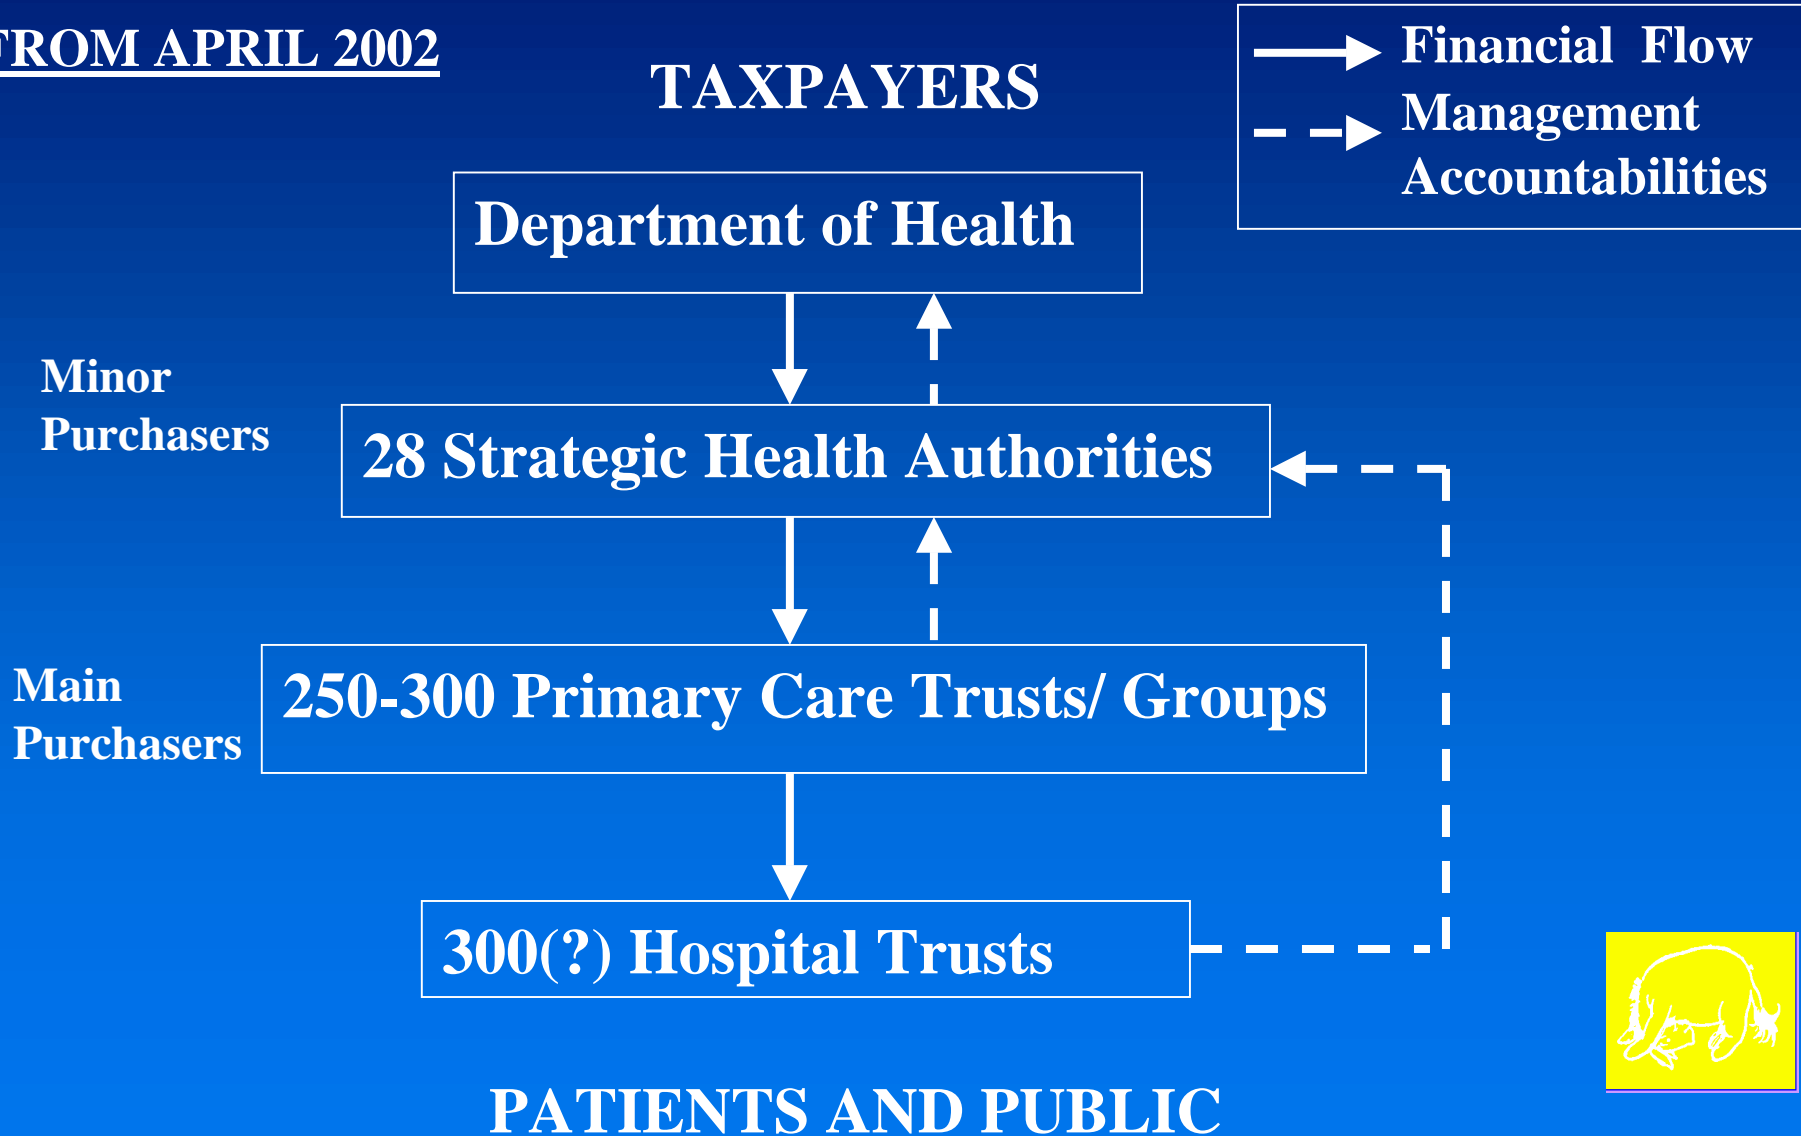 FROM APRIL 2002
TAXPAYERS
Financial Flow
Management
Accountabilities
Department of Health
Minor
Purchasers
28 Strategic Health Authorities
Main
Purchasers
250-300 Primary Care Trusts/ Groups
300(?) Hospital Trusts
PATIENTS AND PUBLIC